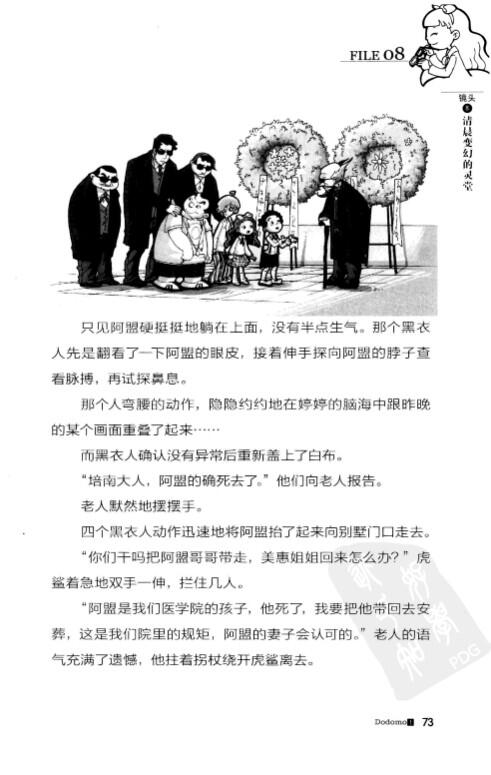 FILE 08
镜头
8
清晨变幻的灵堂
只见阿盟硬挺挺地躺在上面，没有半点生气。那个黑衣
人先是翻看了一下阿盟的眼皮，接着伸手探向阿盟的脖子查
看脉搏，再试探鼻息。
那个人弯腰的动作，隐隐约约地在婷婷的脑海中跟昨晚
的某个画面重叠了起来……
而黑衣人确认没有异常后重新盖上了白布。
“培南大人，阿盟的确死去了。”他们向老人报告。
老人默然地摆摆手。
四个黑衣人动作迅速地将阿盟抬了起来向别墅门口走去。
“你们干吗把阿盟哥哥带走，美惠姐姐回来怎么办？”虎
鲨着急地双手一伸，拦住几人。
“阿盟是我们医学院的孩子，他死了，我要把他带回去安
葬，这是我们院里的规矩，阿盟的妻子会认可的。”老人的语
气充满了遗憾，他拄着拐杖绕开虎鲨离去。
PDG
Dodomo! 73